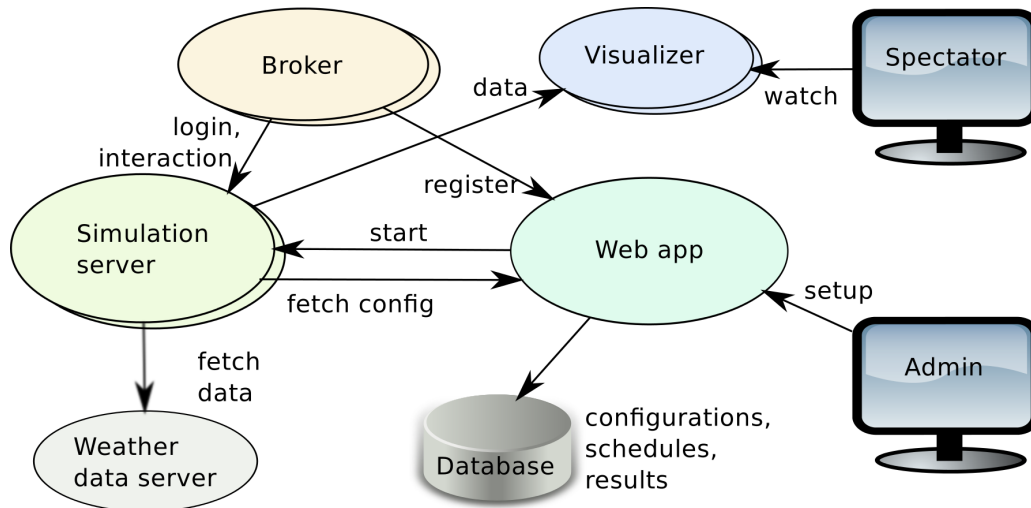 Broker
Visualizer
Spectator
data
watch
login,
interaction
register
Simulation
server
start
Web app
fetch config
setup
fetch
data
Admin
Weather
data server
Database
configurations,
schedules,
results